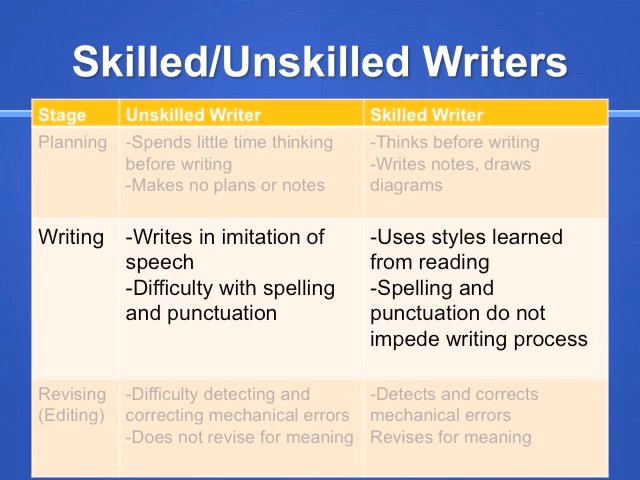 Skilled/Unskilled Writers
Stage Unskilled Writer Skilled Writer
Planning
-Spends little time thinking
before writing
-Makes no plans or notes
-Thinks before writing
-Writes notes, draws
diagrams
Writing
-Writes in imitation of
speech
-Difficulty with spelling
and punctuation
-Uses styles learned
from reading
-Spelling and
punctuation do not
impede writing process
Revising
(Editing)
-Difficulty detecting and
correcting mechanical errors
-Does not revise for meaning
-Detects and corrects
mechanical errors
Revises for meaning